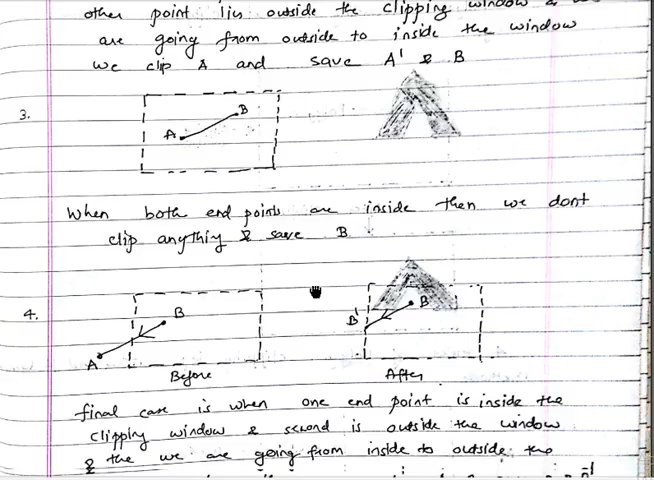 other point lies outside the clipping window &
are going from outside to inside the window
we clip A and save A' & B
3.
A B
When both end points are inside then we dont
clip anything & save B
4.
A B
B' B
Before After
final case is when one end point is inside the
clipping window & second is outside the window
& the we are going from inside to outside the